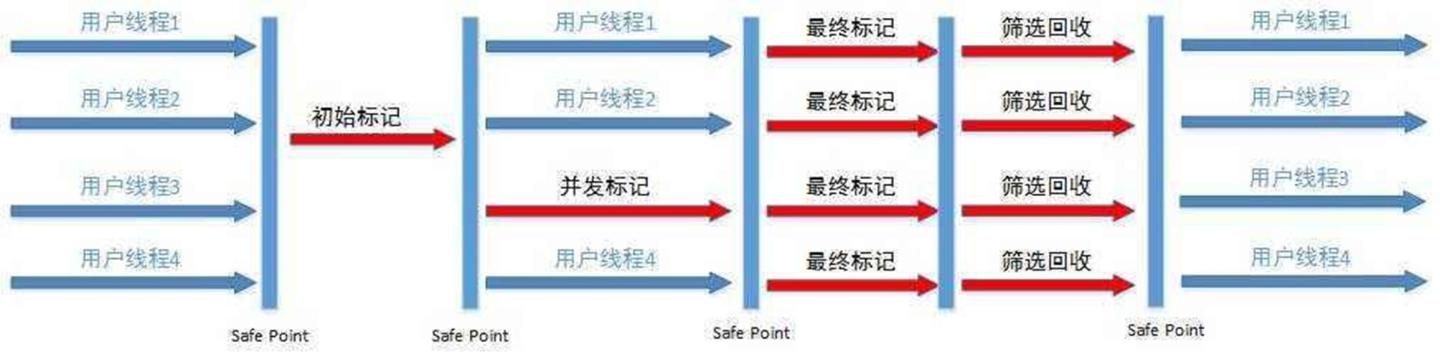 用户线程1 用户线程1 最终标记 筛选回收 用户线程1
用户线程2 初始标记 用户线程2 最终标记 筛选回收 用户线程2
用户线程3 并发标记 最终标记 筛选回收 用户线程3
用户线程4 用户线程4 最终标记 筛选回收 用户线程4
Safe Point Safe Point Safe Point Safe Point